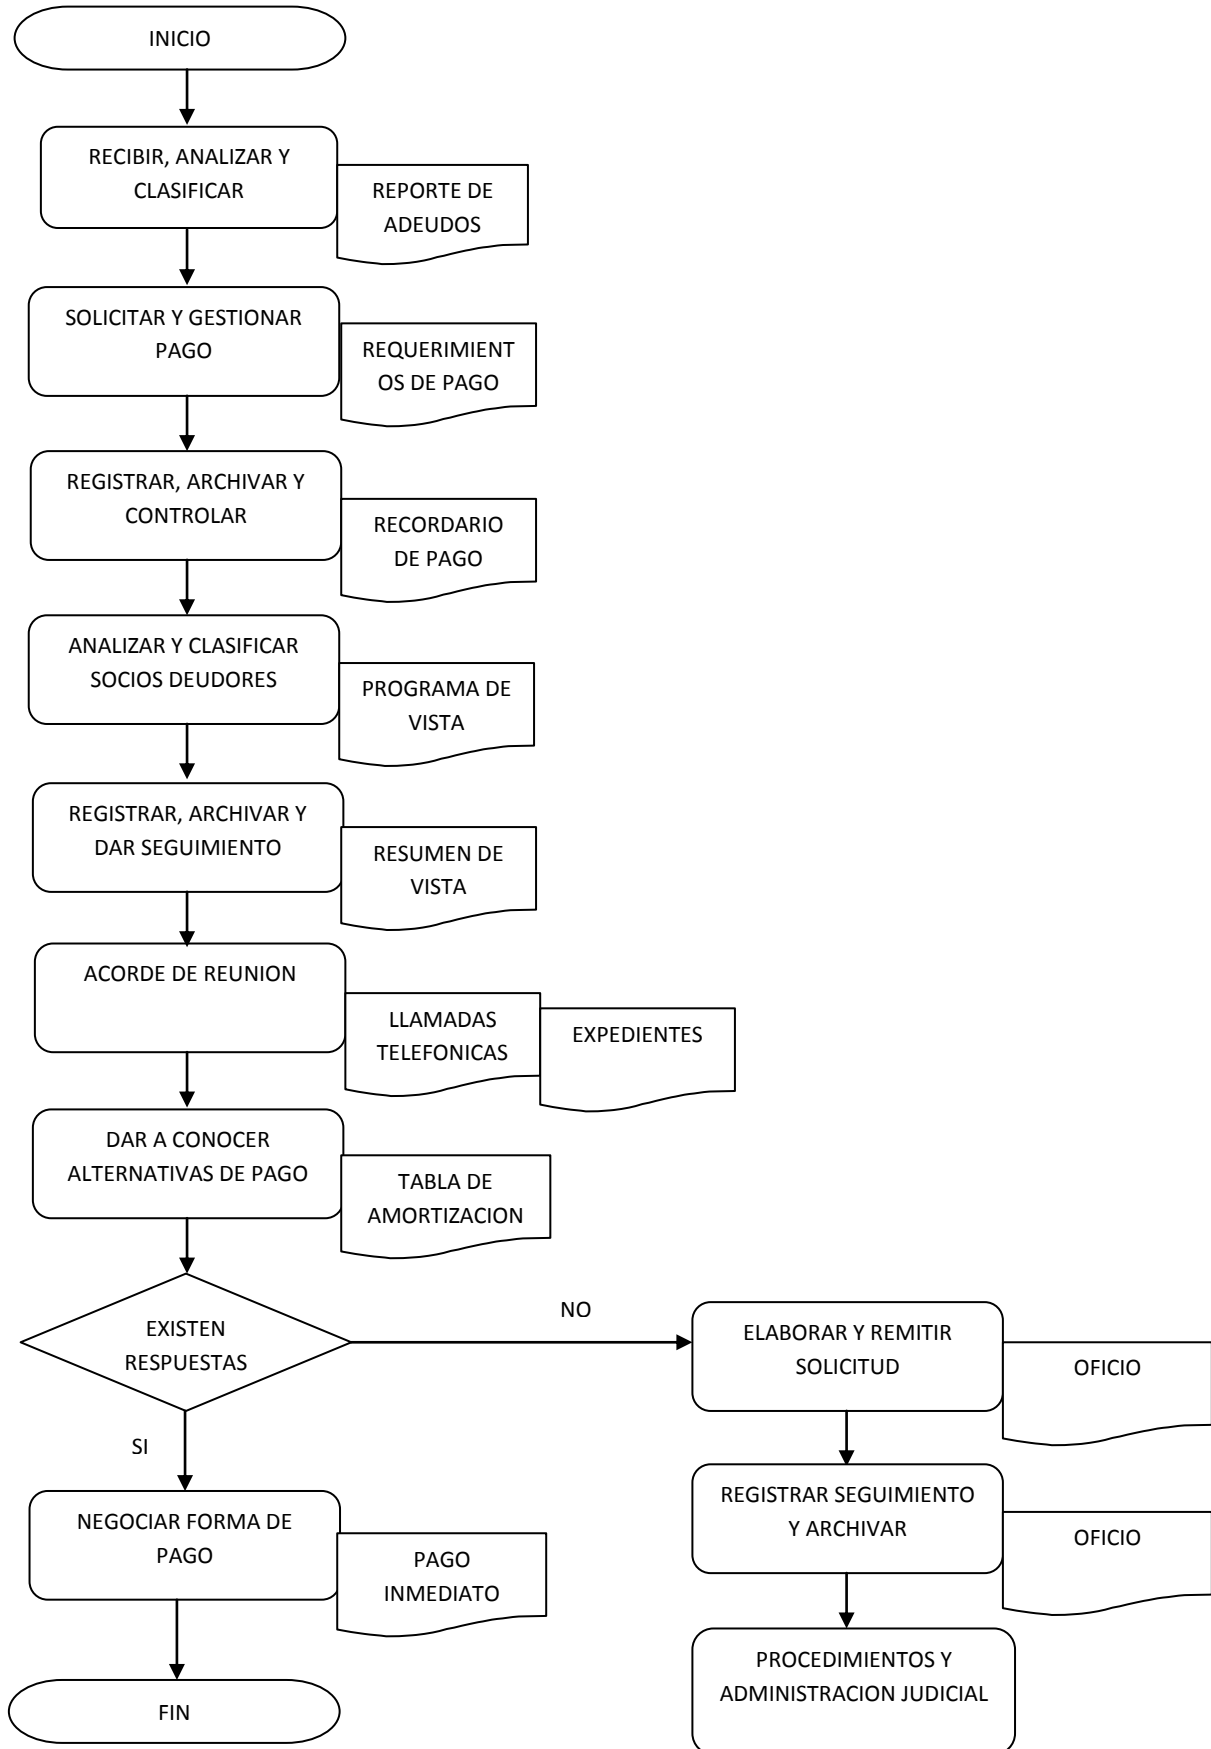 INICIO
RECIBIR, ANALIZAR Y
CLASIFICAR
REPORTE DE
ADEUDOS
SOLICITAR Y GESTIONAR
PAGO
REQUERIMIENT
OS DE PAGO
REGISTRAR, ARCHIVAR Y
CONTROLAR
RECORDARIO
DE PAGO
ANALIZAR Y CLASIFICAR
SOCIOS DEUDORES
PROGRAMA DE
VISTA
REGISTRAR, ARCHIVAR Y
DAR SEGUIMIENTO
RESUMEN DE
VISTA
ACORDE DE REUNION
LLAMADAS
TELEFONICAS
EXPEDIENTES
DAR A CONOCER
ALTERNATIVAS DE PAGO
TABLA DE
AMORTIZACION
EXISTEN
RESPUESTAS
NO
ELABORAR Y REMITIR
SOLICITUD
OFICIO
SI
REGISTRAR SEGUIMIENTO
Y ARCHIVAR
OFICIO
NEGOCIAR FORMA DE
PAGO
PAGO
INMEDIATO
PROCEDIMIENTOS Y
ADMINISTRACION JUDICIAL
FIN